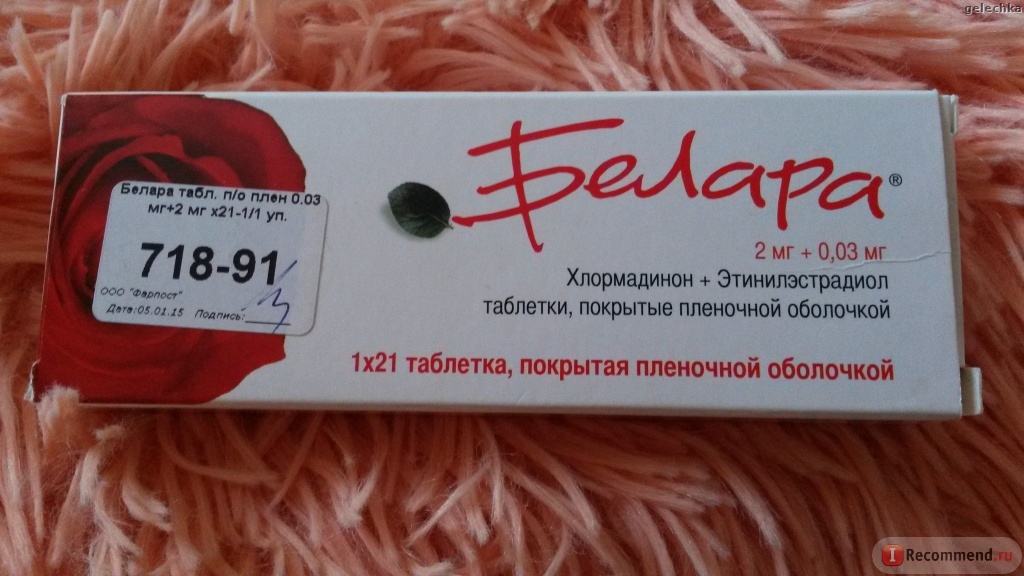 gelechka
Белара табл. п/о плен 0.03
мг+2 мг x21-1/1 уп.
718-91
ООО "Фарпост"
Дата:05.01.15 Подпись:
Белара®
2 мг + 0,03 мг
Хлормадинон + Этинилэстрадиол
таблетки, покрытые пленочной оболочкой
1x21 таблетка, покрытая пленочной оболочкой
I Recommend.ru